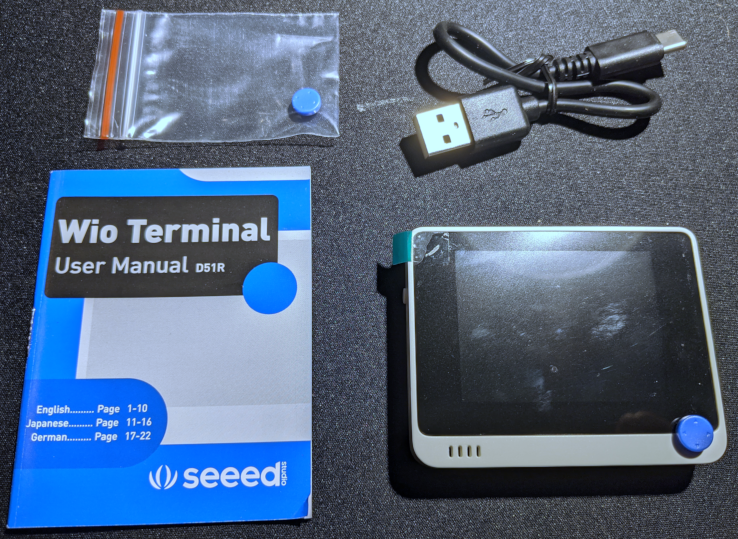 Wio Terminal
User Manual D51R
English......... Page 1-10
Japanese......... Page 11-16
German......... Page 17-22
seeed studio